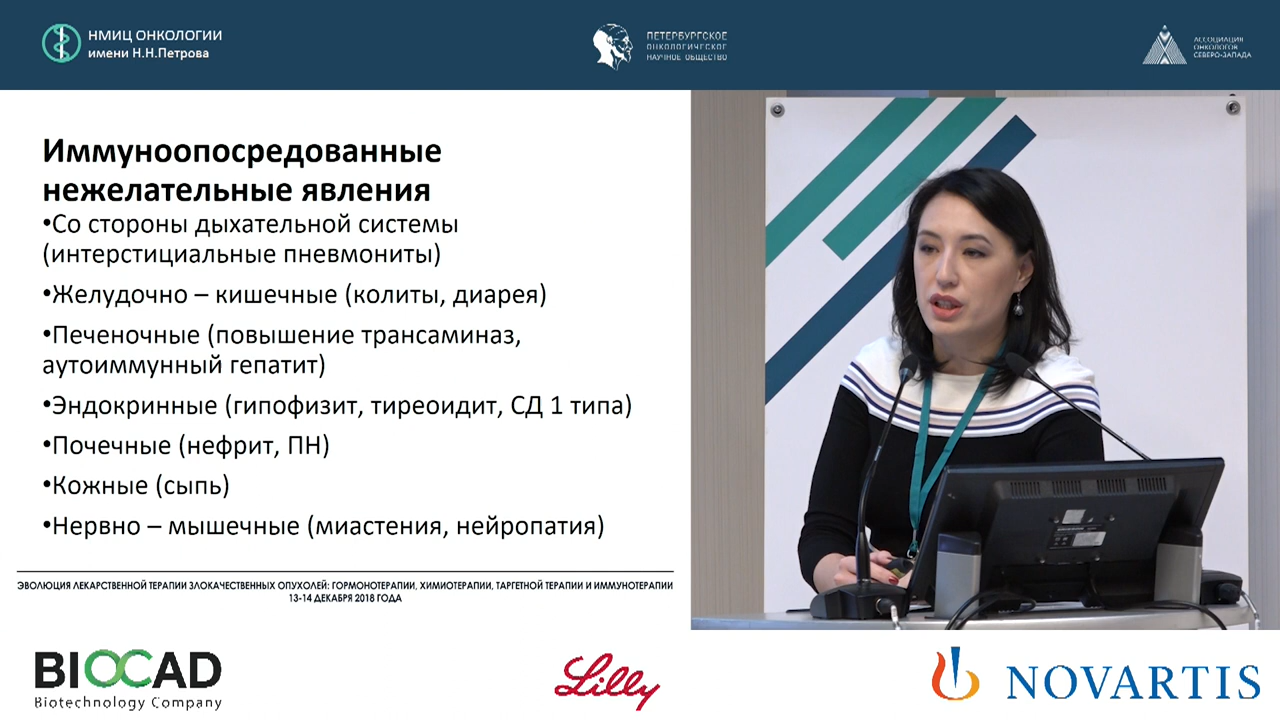 НМИЦ ОНКОЛОГИИ
имени Н.Н.Петрова
ПЕТЕРБУРГСКОЕ
ОНКОЛОГИЧЕСКОЕ
НАУЧНОЕ ОБЩЕСТВО
АССОЦИАЦИЯ
ОНКОЛОГОВ
СЕВЕРО-ЗАПАДА
Иммуноопосредованные
нежелательные явления
•Со стороны дыхательной системы
(интерстициальные пневмониты)
•Желудочно – кишечные (колиты, диарея)
•Печеночные (повышение трансаминаз,
аутоиммунный гепатит)
•Эндокринные (гипофизит, тиреоидит, СД 1 типа)
•Почечные (нефрит, ПН)
•Кожные (сыпь)
•Нервно – мышечные (миастения, нейропатия)
ЭВОЛЮЦИЯ ЛЕКАРСТВЕННОЙ ТЕРАПИИ ЗЛОКАЧЕСТВЕННЫХ ОПУХОЛЕЙ: ГОРМОНОТЕРАПИИ, ХИМИОТЕРАПИИ, ТАРГЕТНОЙ ТЕРАПИИ И ИММУНОТЕРАПИИ
13-14 ДЕКАБРЯ 2018 ГОДА
BIOCAD
Biotechnology Company
Lilly
NOVARTIS